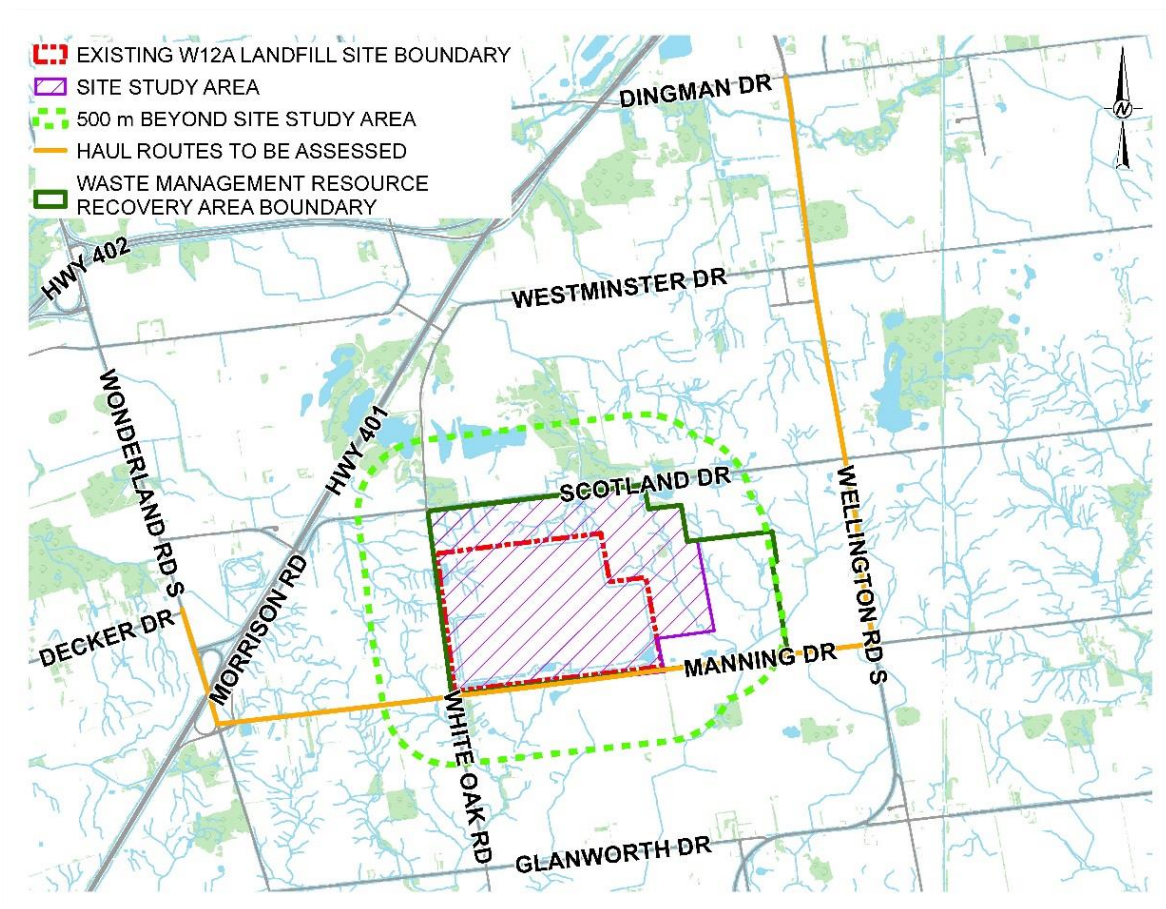 EXISTING W12A LANDFILL SITE BOUNDARY
SITE STUDY AREA
500 m BEYOND SITE STUDY AREA
HAUL ROUTES TO BE ASSESSED
WASTE MANAGEMENT RESOURCE
RECOVERY AREA BOUNDARY
N
DINGMAN DR
HWY 402
WESTMINSTER DR
WONDERLAND RD S
HWY 401
SCOTLAND DR
WELLINGTON RD S
MORRISON RD
DECKER DR
MANNING DR
WHITE OAK RD
GLANWORTH DR